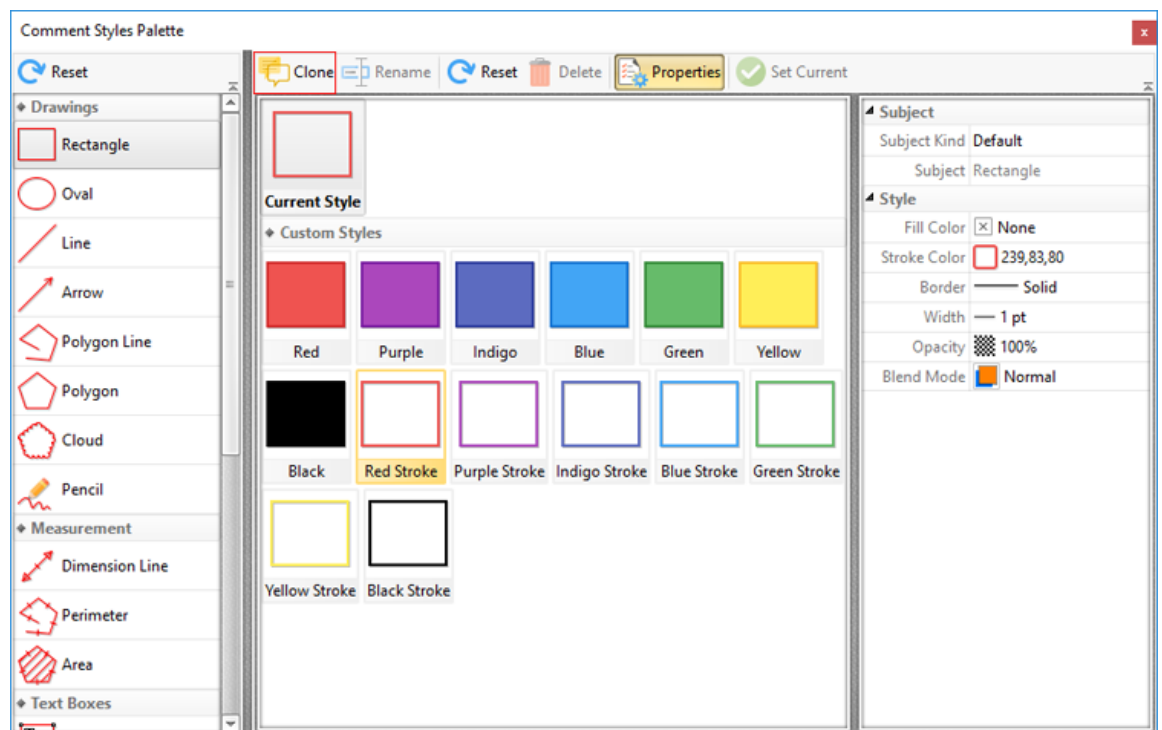 Comment Styles Palette
x
Reset
Clone Rename Reset Delete Properties Set Current
Drawings
Rectangle
Oval
Line
Arrow
Polygon Line
Polygon
Cloud
Pencil
Measurement
Dimension Line
Perimeter
Area
Text Boxes
Current Style
Custom Styles
Red Purple Indigo Blue Green Yellow
Black Red Stroke Purple Stroke Indigo Stroke Blue Stroke Green Stroke
Yellow Stroke Black Stroke
Subject
Subject Kind Default
Subject Rectangle
Style
Fill Color None
Stroke Color 239,83,80
Border Solid
Width 1 pt
Opacity 100%
Blend Mode Normal